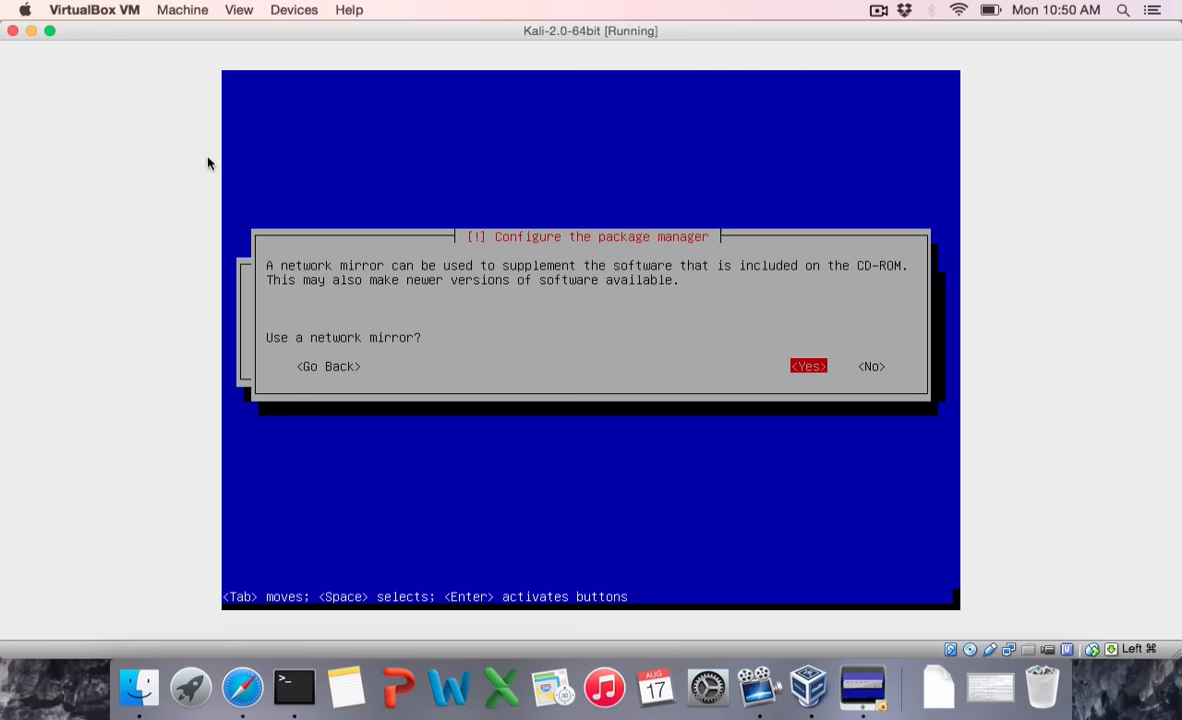 VirtualBox VM Machine View Devices Help Mon 10:50 AM
Kali-2.0-64bit [Running]
[!] Configure the package manager
A network mirror can be used to supplement the software that is included on the CD-ROM.
This may also make newer versions of software available.
Use a network mirror?
<Go Back> <Yes> <No>
<Tab> moves; <Space> selects; <Enter> activates buttons
Left ⌘
>_
AUG
17